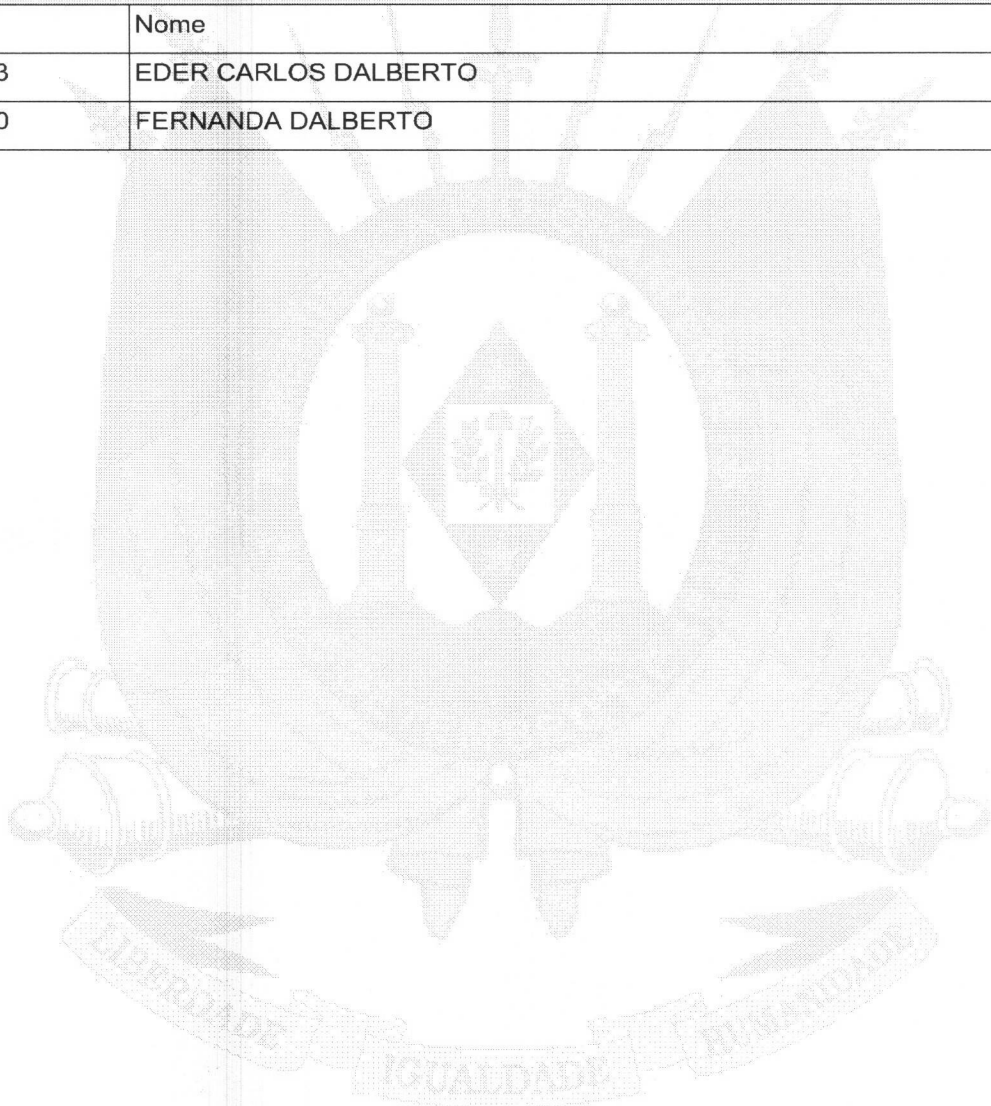 Nome
3 EDER CARLOS DALBERTO
0 FERNANDA DALBERTO
LIBERDADE
IGUALDADE
HUMANIDADE